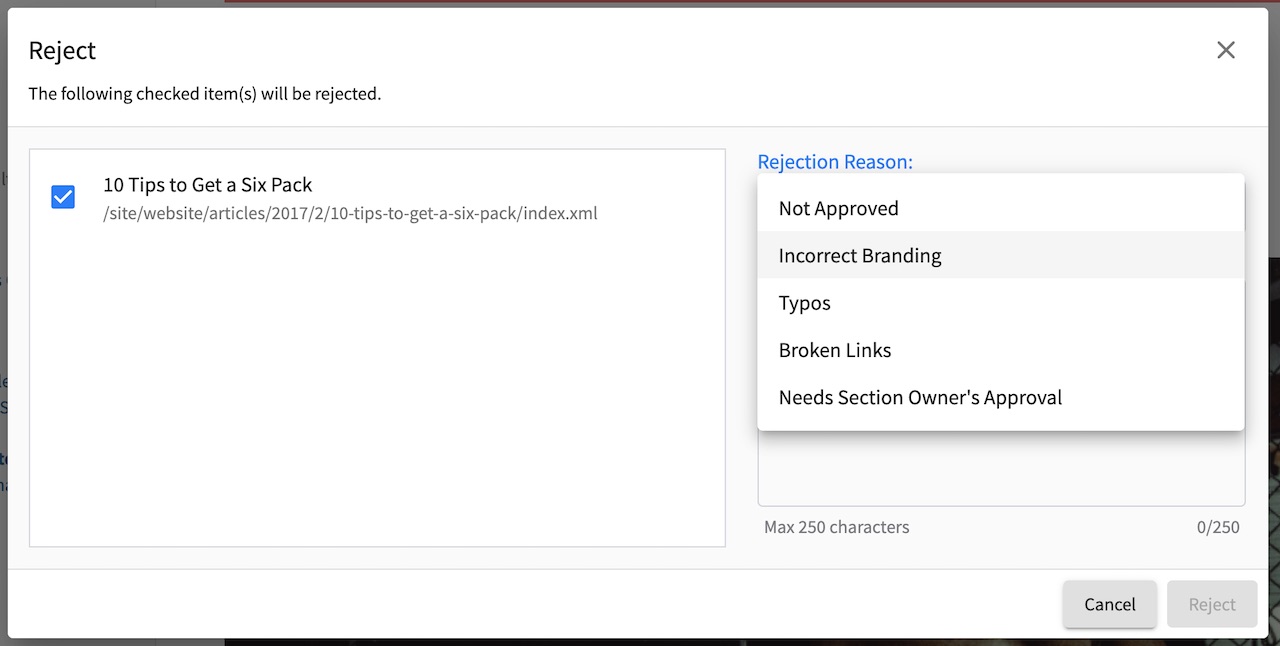 Reject
The following checked item(s) will be rejected.
10 Tips to Get a Six Pack
/site/website/articles/2017/2/10-tips-to-get-a-six-pack/index.xml
Rejection Reason:
Not Approved
Incorrect Branding
Typos
Broken Links
Needs Section Owner's Approval
Max 250 characters 0/250
Cancel Reject